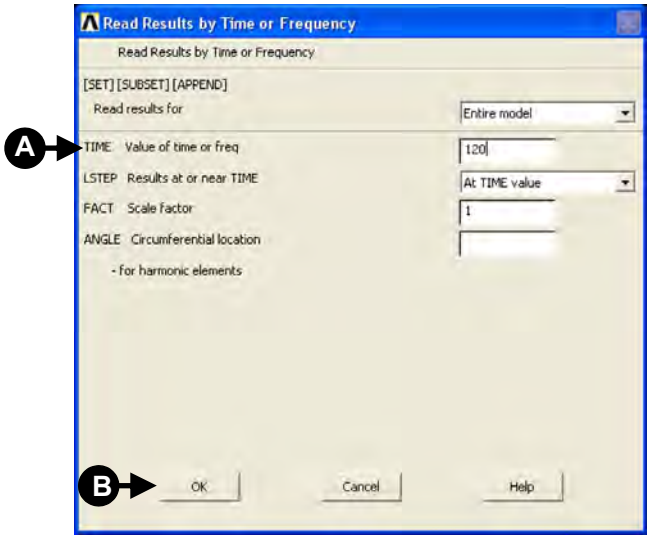 Read Results by Time or Frequency
Read Results by Time or Frequency
[SET] [SUBSET] [APPEND]
Read results for Entire model
A TIME Value of time or freq 120
LSTEP Results at or near TIME At TIME value
FACT Scale factor 1
ANGLE Circumferential location
- for harmonic elements
B OK Cancel Help